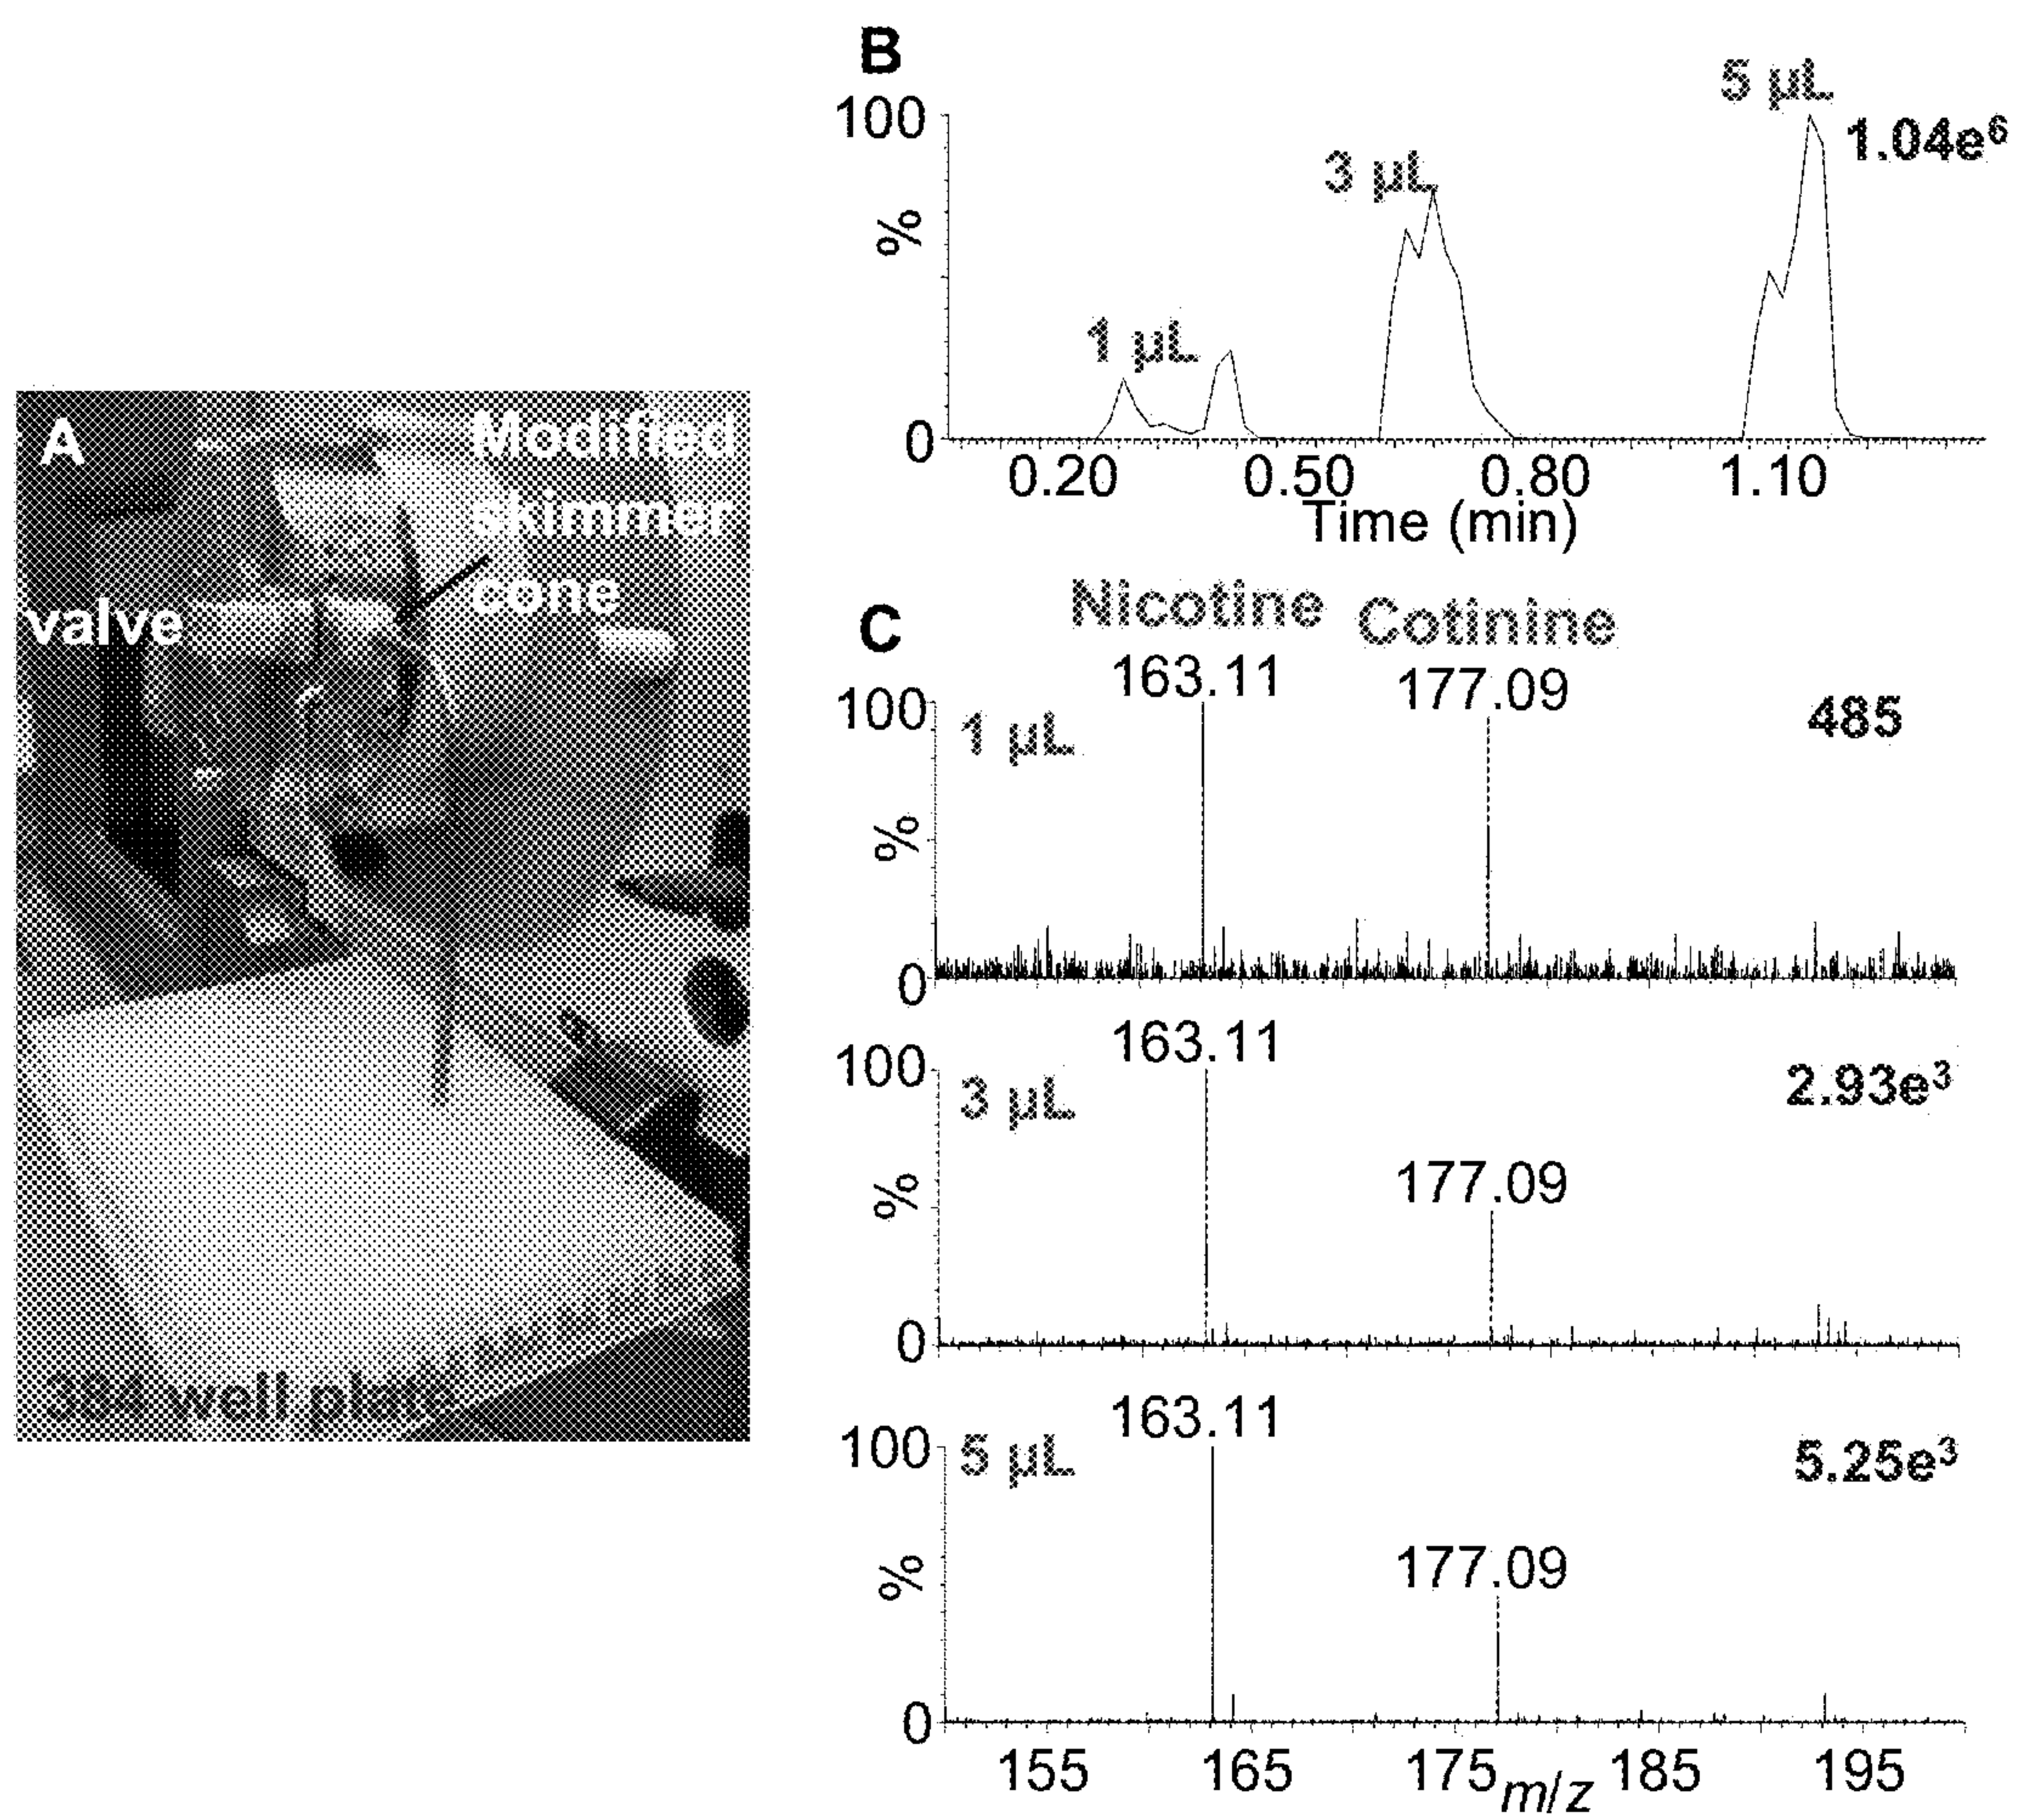 A
Modified
skimmer
cone
valve
384 well plate
B
5 µL
100
1.04e6
3 µL
%
1 µL
0
0.20 0.50 0.80 1.10
Time (min)
C
Nicotine Cotinine
163.11 177.09
100
1 µL
485
%
0
163.11
100
3 µL
2.93e3
177.09
%
0
163.11
100
5 µL
5.25e3
177.09
%
0
155 165 175 185 195
m/z